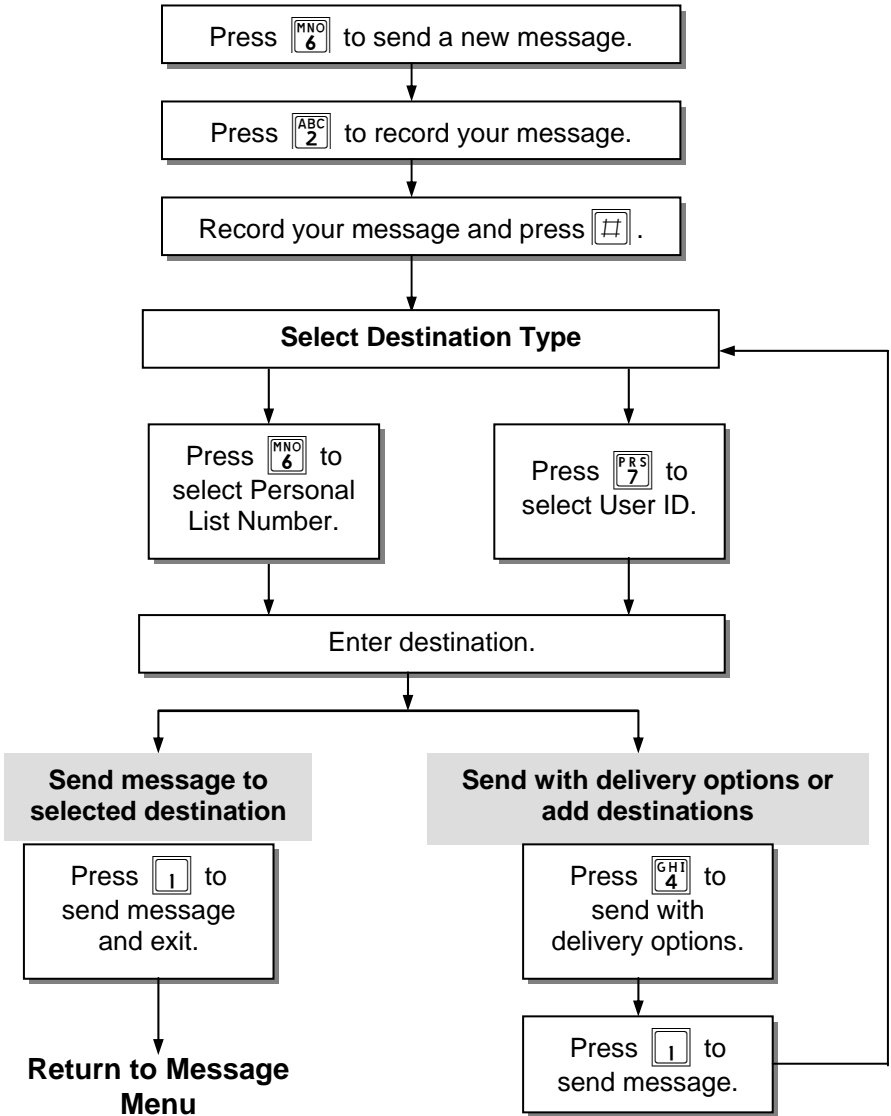 Press MNO 6 to send a new message.
Press ABC 2 to record your message.
Record your message and press # .
Select Destination Type
Press MNO 6 to
select Personal
List Number.
Press PRS 7 to
select User ID.
Enter destination.
Send message to
selected destination
Press 1 to
send message
and exit.
Return to Message
Menu
Send with delivery options or
add destinations
Press GHI 4 to
send with
delivery options.
Press 1 to
send message.